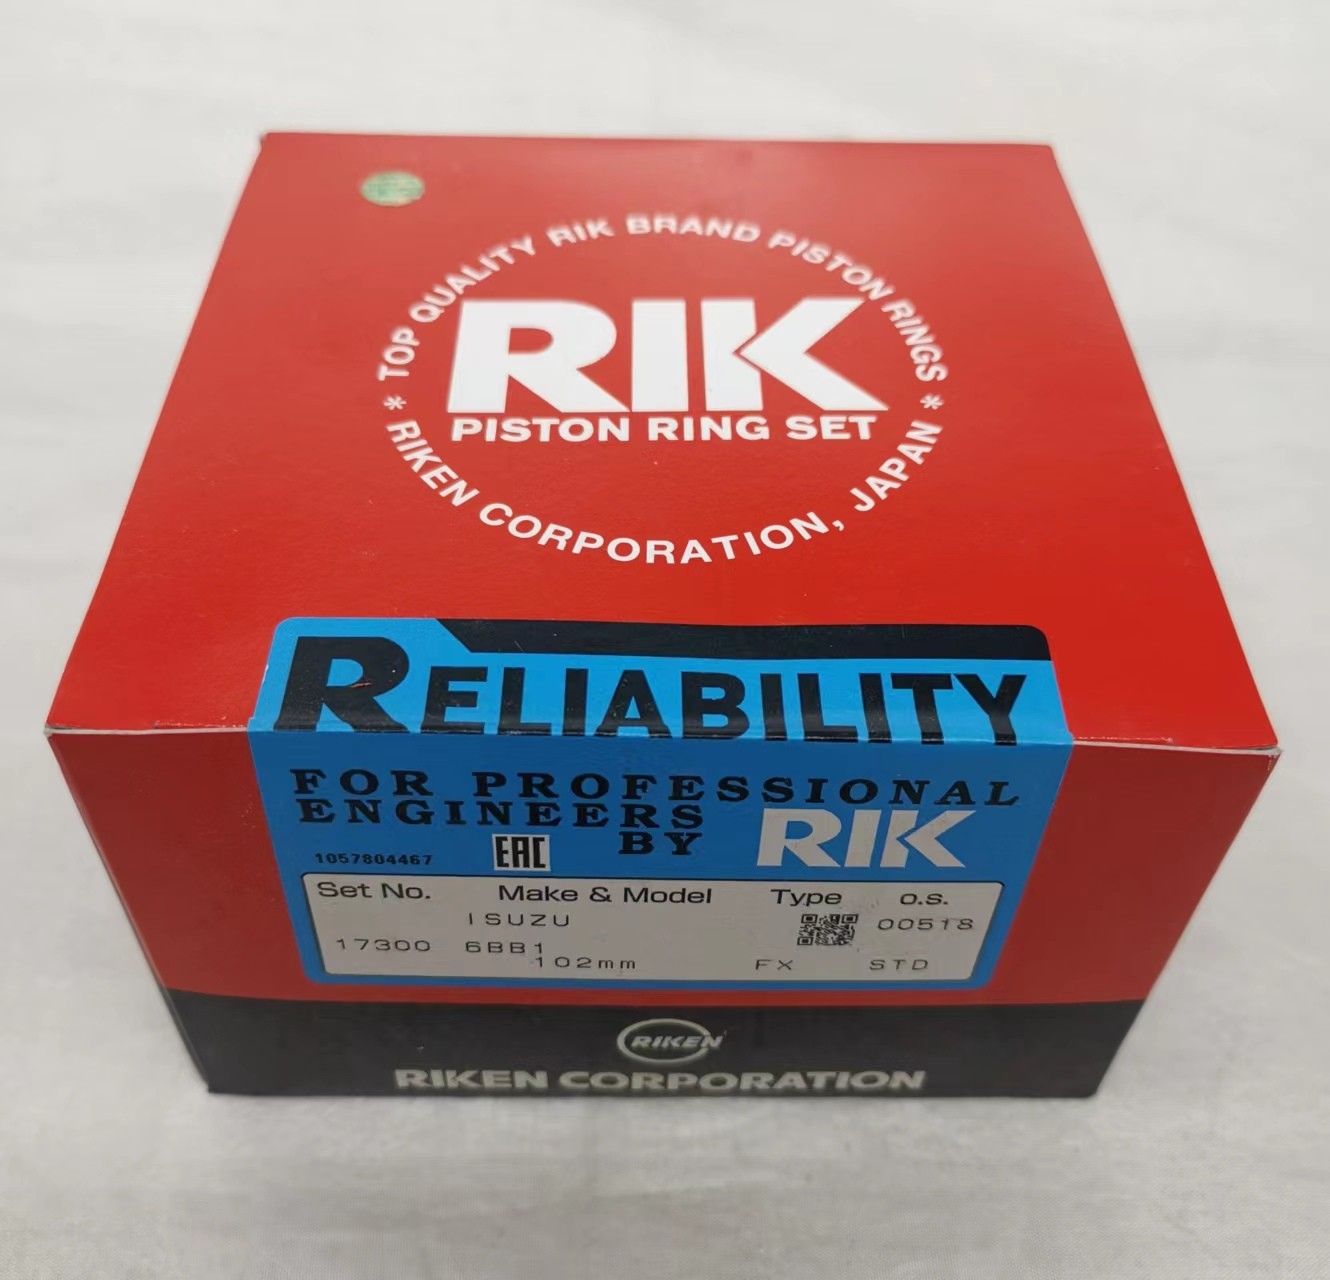 * TOP QUALITY RIK BRAND PISTON RINGS *
RIK
PISTON RING SET
RIKEN CORPORATION, JAPAN
RELIABILITY
FOR PROFESSIONAL
ENGINEERS
BY RIK
1057804467 EAC
Set No. Make & Model Type o.s.
ISUZU 00518
17300 6BB1
102mm FX STD
RIKEN
RIKEN CORPORATION